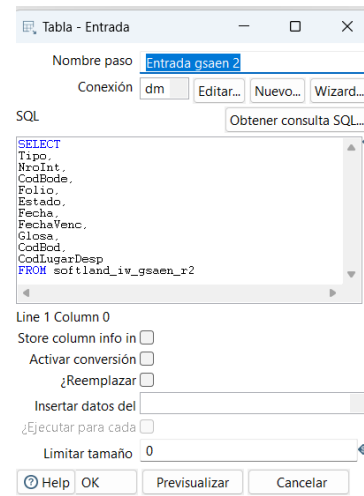 Tabla - Entrada
Nombre paso Entrada gsaen 2
Conexión dm Editar... Nuevo... Wizard...
SQL Obtener consulta SQL...
SELECT
Tipo,
NroInt,
CodBode,
Folio,
Estado,
Fecha,
FechaVenc,
Glosa,
CodBod,
CodLugarDesp
FROM softland_iw_gsaen_r2
Line 1 Column 0
Store column info in
Activar conversión
¿Reemplazar
Insertar datos del
¿Ejecutar para cada
Limitar tamaño 0
Help OK Previsualizar Cancelar